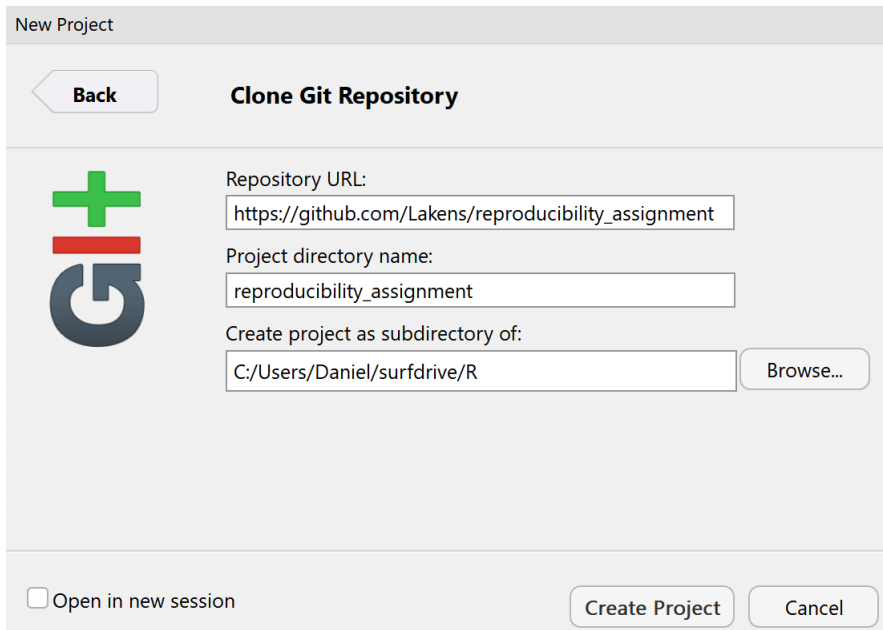 New Project
Back
Clone Git Repository
GIt
Repository URL:
https://github.com/Lakens/reproducibility_assignment
Project directory name:
reproducibility_assignment
Create project as subdirectory of:
C:/Users/Daniel/surfdrive/R
Browse...
Open in new session
Create Project
Cancel